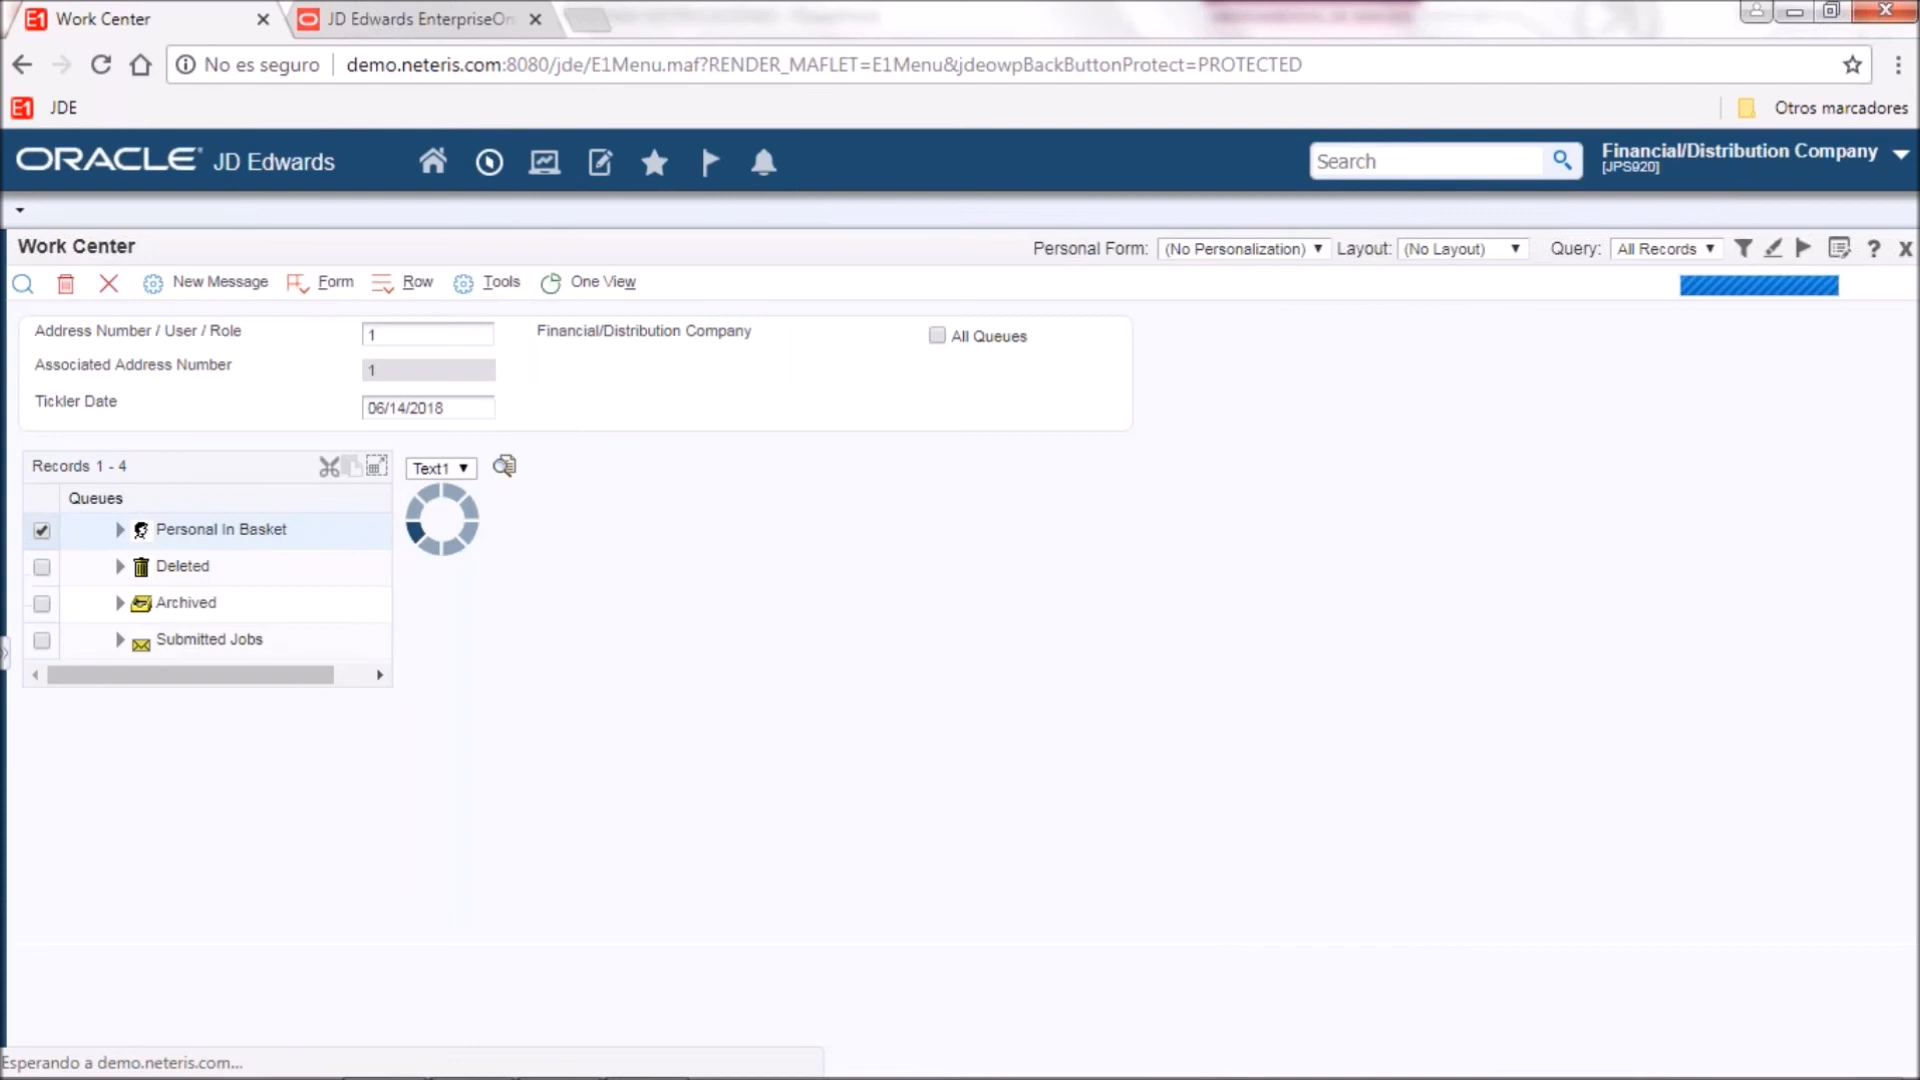 E1 Work Center
JD Edwards EnterpriseOn
No es seguro
demo.neteris.com:8080/jde/E1Menu.maf?RENDER_MAFLET=E1Menu&jdeowpBackButtonProtect=PROTECTED
E1 JDE
Otros marcadores
ORACLE JD Edwards
Search
Financial/Distribution Company
[JPS920]
Work Center
Personal Form: (No Personalization) Layout: (No Layout) Query: All Records
New Message Form Row Tools One View
Address Number / User / Role 1 Financial/Distribution Company All Queues
Associated Address Number 1
Tickler Date 06/14/2018
Records 1 - 4
Text1
Queues
Personal In Basket
Deleted
Archived
Submitted Jobs
Esperando a demo.neteris.com...